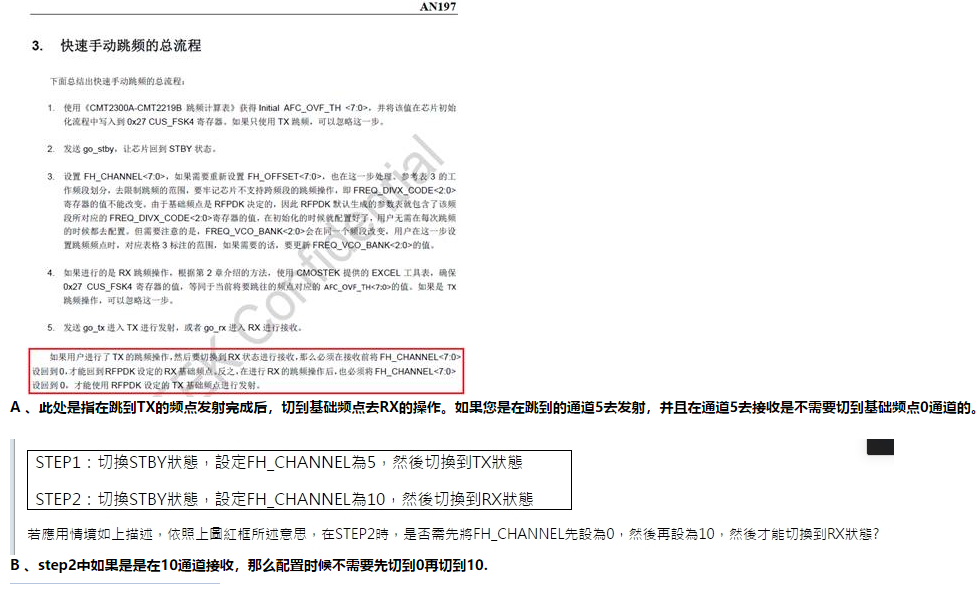 AN197
3. 快速手动跳频的总流程
下面总结出快速手动跳频的总流程：
1. 使用《CMT2300A-CMT2219B 跳频计算表》获得 Initial AFC_OVF_TH <7:0>，并将该值在芯片初始
化流程中写入到 0x27 CUS_FSK4 寄存器。如果只使用 TX 跳频，可以忽略这一步。
2. 发送 go_stby，让芯片回到 STBY 状态。
3. 设置 FH_CHANNEL<7:0>，如果需要重新设置 FH_OFFSET<7:0>，也在这一步处理。参考表 3 的工
作频段划分，去限制跳频的范围，要牢记芯片不支持跨频段的跳频操作，即 FREQ_DIVX_CODE<2:0>
寄存器的值不能改变。由于基础频点是 RFPDK 决定的，因此 RFPDK 默认生成的参数表就包含了该频
段所对应的 FREQ_DIVX_CODE<2:0>寄存器的值，在初始化的时候就配置好了，用户无需在每次跳频
的时候都去配置。但需要注意的是，FREQ_VCO_BANK<2:0>会在同一个频段改变，用户在这一步设
置跳频频点时，对应表格 3 标注的范围，如果需要的话，要更新 FREQ_VCO_BANK<2:0>的值。
4. 如果进行的是 RX 跳频操作，根据第 2 章介绍的方法，使用 CMOSTEK 提供的 EXCEL 工具表，确保
0x27 CUS_FSK4 寄存器的值，等同于当前将要跳往的频点对应的 AFC_OVF_TH<7:0>的值。如果是 TX
跳频操作，可以忽略这一步。
5. 发送 go_tx 进入 TX 进行发射，或者 go_rx 进入 RX 进行接收。
如果用户进行了 TX 的跳频操作，然后要切换到 RX 状态进行接收，那么必须在接收前将 FH_CHANNEL<7:0>
设回到 0，才能回到 RFPDK 设定的 RX 基础频点。反之，在进行 RX 的跳频操作后，也必须将 FH_CHANNEL<7:0>
设回到 0，才能使用 RFPDK 设定的 TX 基础频点进行发射。
SK Confidential
A 、此处是指在跳到TX的频点发射完成后，切到基础频点去RX的操作。如果您是在跳到的通道5去发射，并且在通道5去接收是不需要切到基础频点0通道的。
STEP1：切換STBY狀態，設定FH_CHANNEL為5，然後切換到TX狀態
STEP2：切換STBY狀態，設定FH_CHANNEL為10，然後切換到RX狀態
若應用情境如上描述，依照上圖紅框所述意思，在STEP2時，是否需先將FH_CHANNEL先設為0，然後再設為10，然後才能切換到RX狀態?
B 、step2中如果是是在10通道接收，那么配置时候不需要先切到0再切到10.